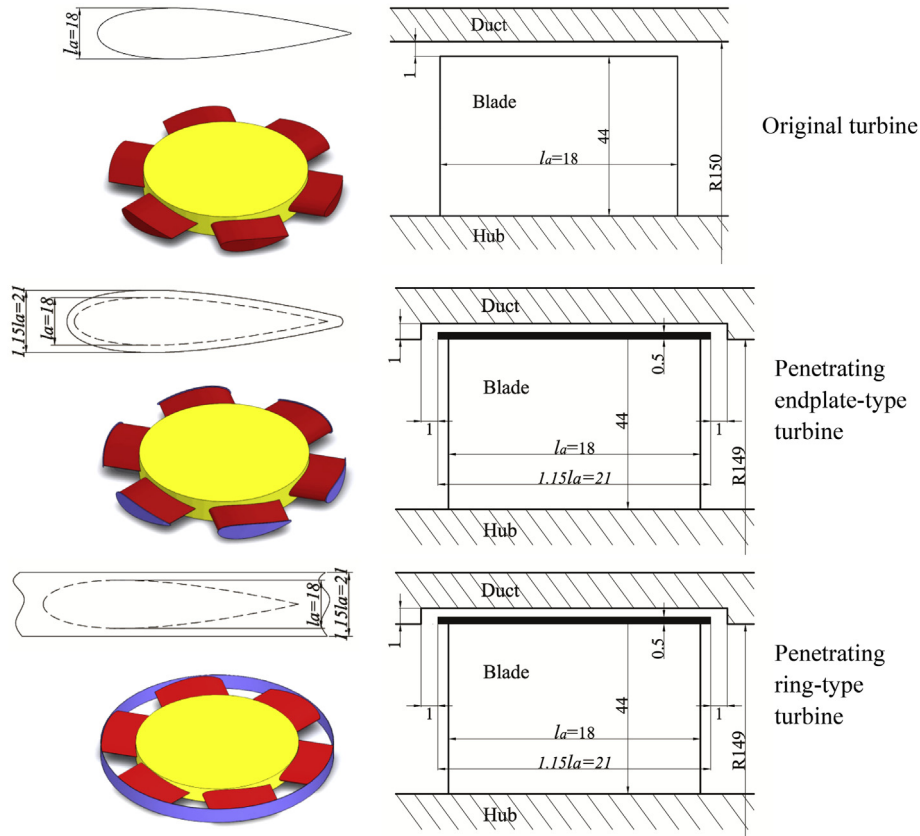 la=18
Duct
1
Blade
44
la=18
R150
Hub
Original turbine
1.15la=21
la=18
Duct
1
0.5
Blade
44
1
1
la=18
1.15la=21
R149
Hub
Penetrating
endplate-type
turbine
la=18
1.15la=21
Duct
1
0.5
Blade
44
1
1
la=18
1.15la=21
R149
Hub
Penetrating
ring-type
turbine